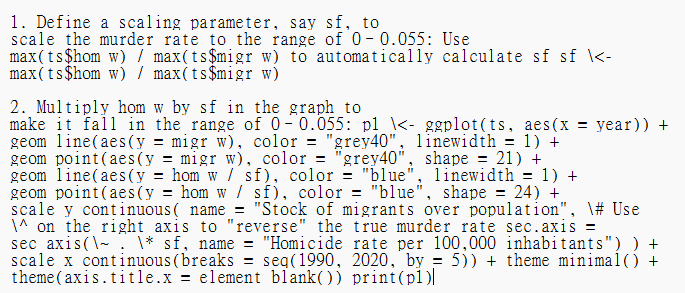 1. Define a scaling parameter, say sf, to
scale the murder rate to the range of 0-0.055: Use
max(ts$hom w) / max(ts$migr w) to automatically calculate sf sf \<-
max(ts$hom w) / max(ts$migr w)
2. Multiply hom w by sf in the graph to
make it fall in the range of 0-0.055: pl \<- ggplot(ts, aes(x = year)) +
geom line(aes(y = migr w), color = "grey40", linewidth = 1) +
geom point(aes(y = migr w), color = "grey40", shape = 21) +
geom line(aes(y = hom w / sf), color = "blue", linewidth = 1) +
geom point(aes(y = hom w / sf), color = "blue", shape = 24) +
scale y continuous( name = "Stock of migrants over population", \# Use
\^ on the right axis to "reverse" the true murder rate sec.axis =
sec axis(\~ . \* sf, name = "Homicide rate per 100,000 inhabitants") ) +
scale x continuous(breaks = seq(1990, 2020, by = 5)) + theme minimal() +
theme(axis.title.x = element blank()) print(pl)